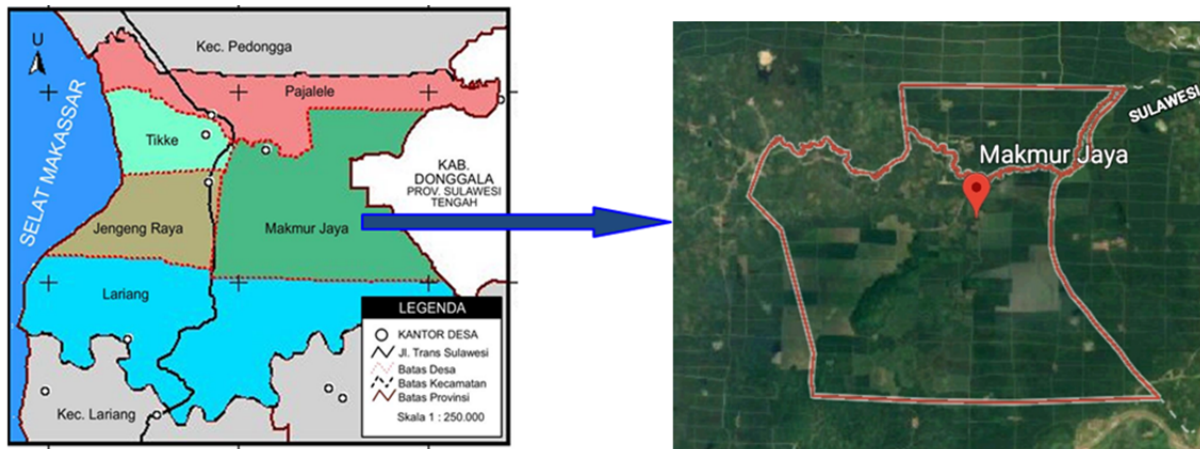 U
Kec. Pedongga
Pajalele
Tikke
SELAT MAKASSAR
KAB.
DONGGALA
PROV. SULAWESI
TENGAH
Jengeng Raya
Makmur Jaya
Lariang
Kec. Lariang
LEGENDA
KANTOR DESA
Jl. Trans Sulawesi
Batas Desa
Batas Kecamatan
Batas Provinsi
Skala 1 : 250.000
SULAWESI
Makmur Jaya